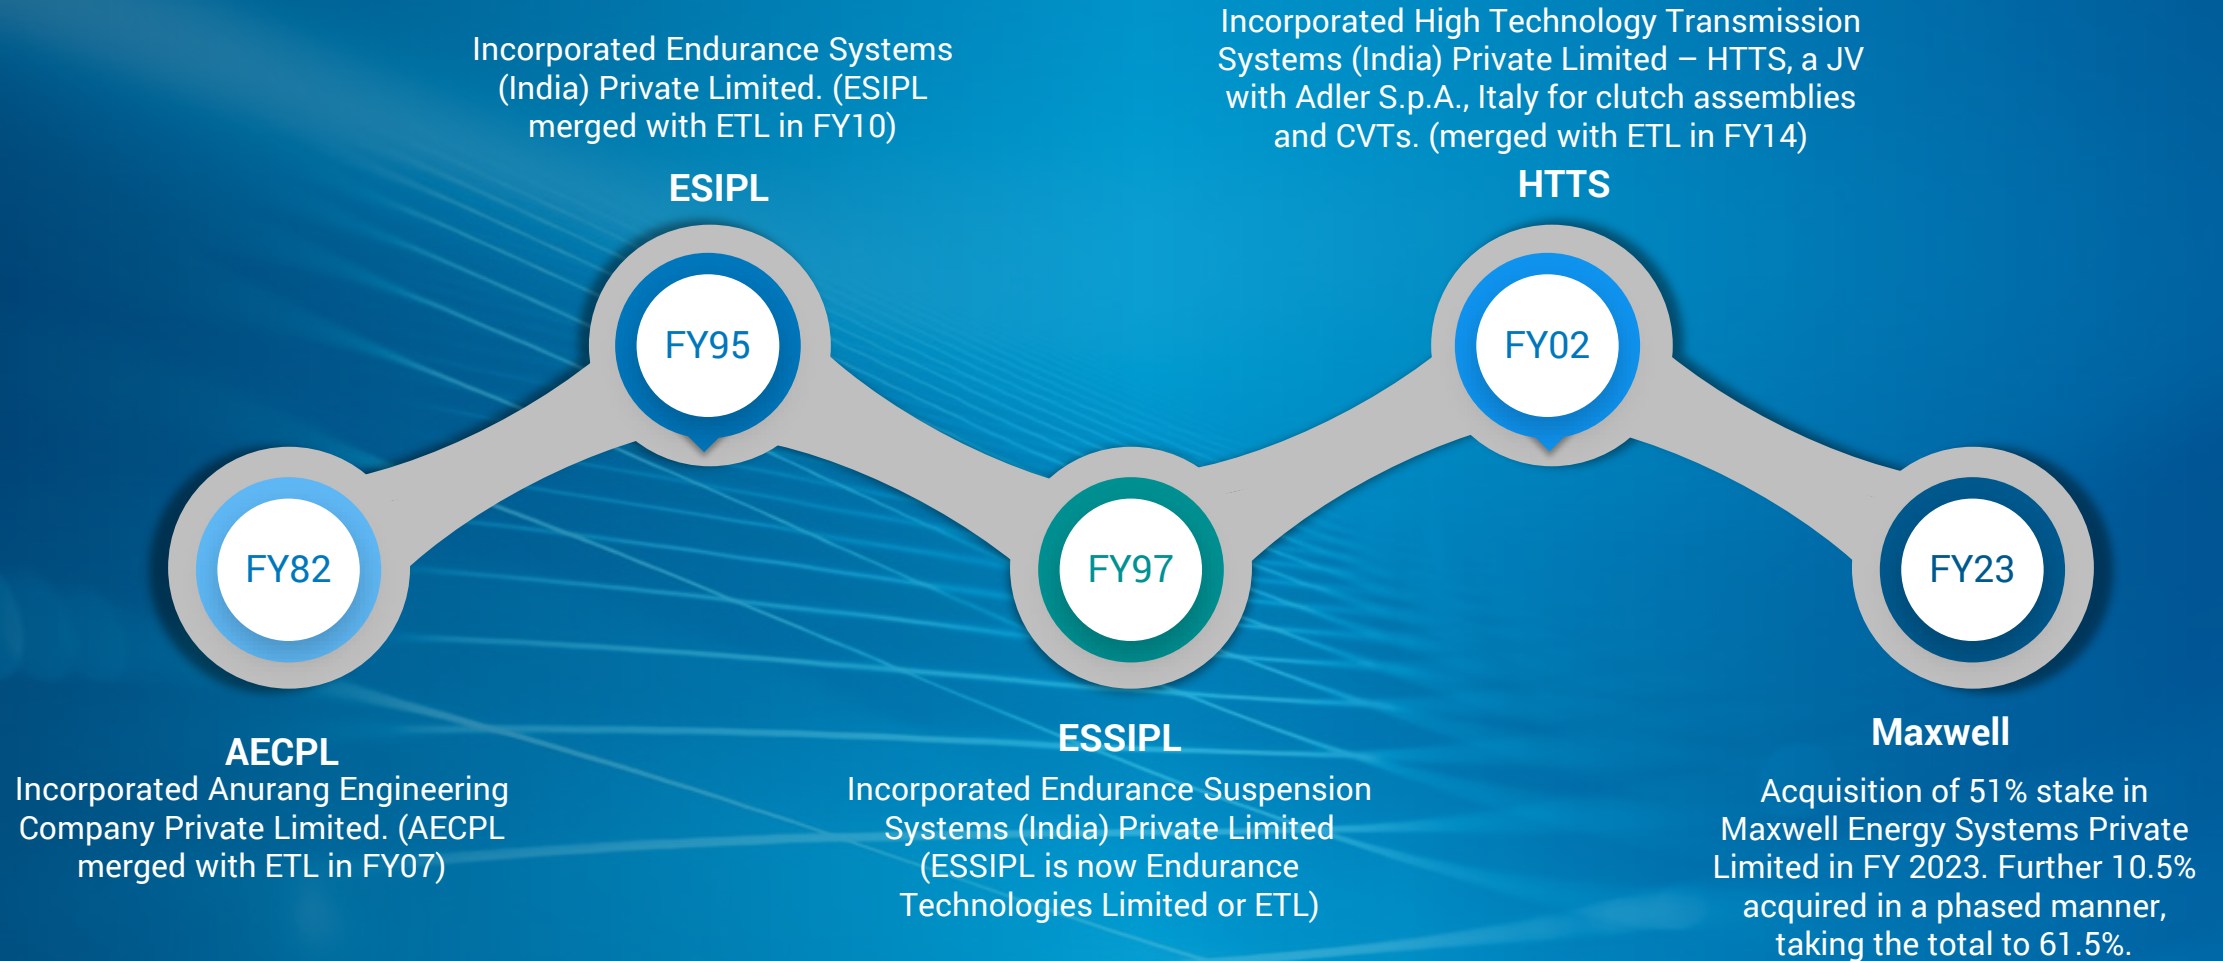 FY82
AECPL
Incorporated Anurang Engineering
Company Private Limited. (AECPL
merged with ETL in FY07)
Incorporated Endurance Systems
(India) Private Limited. (ESIPL
merged with ETL in FY10)
ESIPL
FY95
FY97
ESSIPL
Incorporated Endurance Suspension
Systems (India) Private Limited
(ESSIPL is now Endurance
Technologies Limited or ETL)
Incorporated High Technology Transmission
Systems (India) Private Limited – HTTS, a JV
with Adler S.p.A., Italy for clutch assemblies
and CVTs. (merged with ETL in FY14)
HTTS
FY02
FY23
Maxwell
Acquisition of 51% stake in
Maxwell Energy Systems Private
Limited in FY 2023. Further 10.5%
acquired in a phased manner,
taking the total to 61.5%.